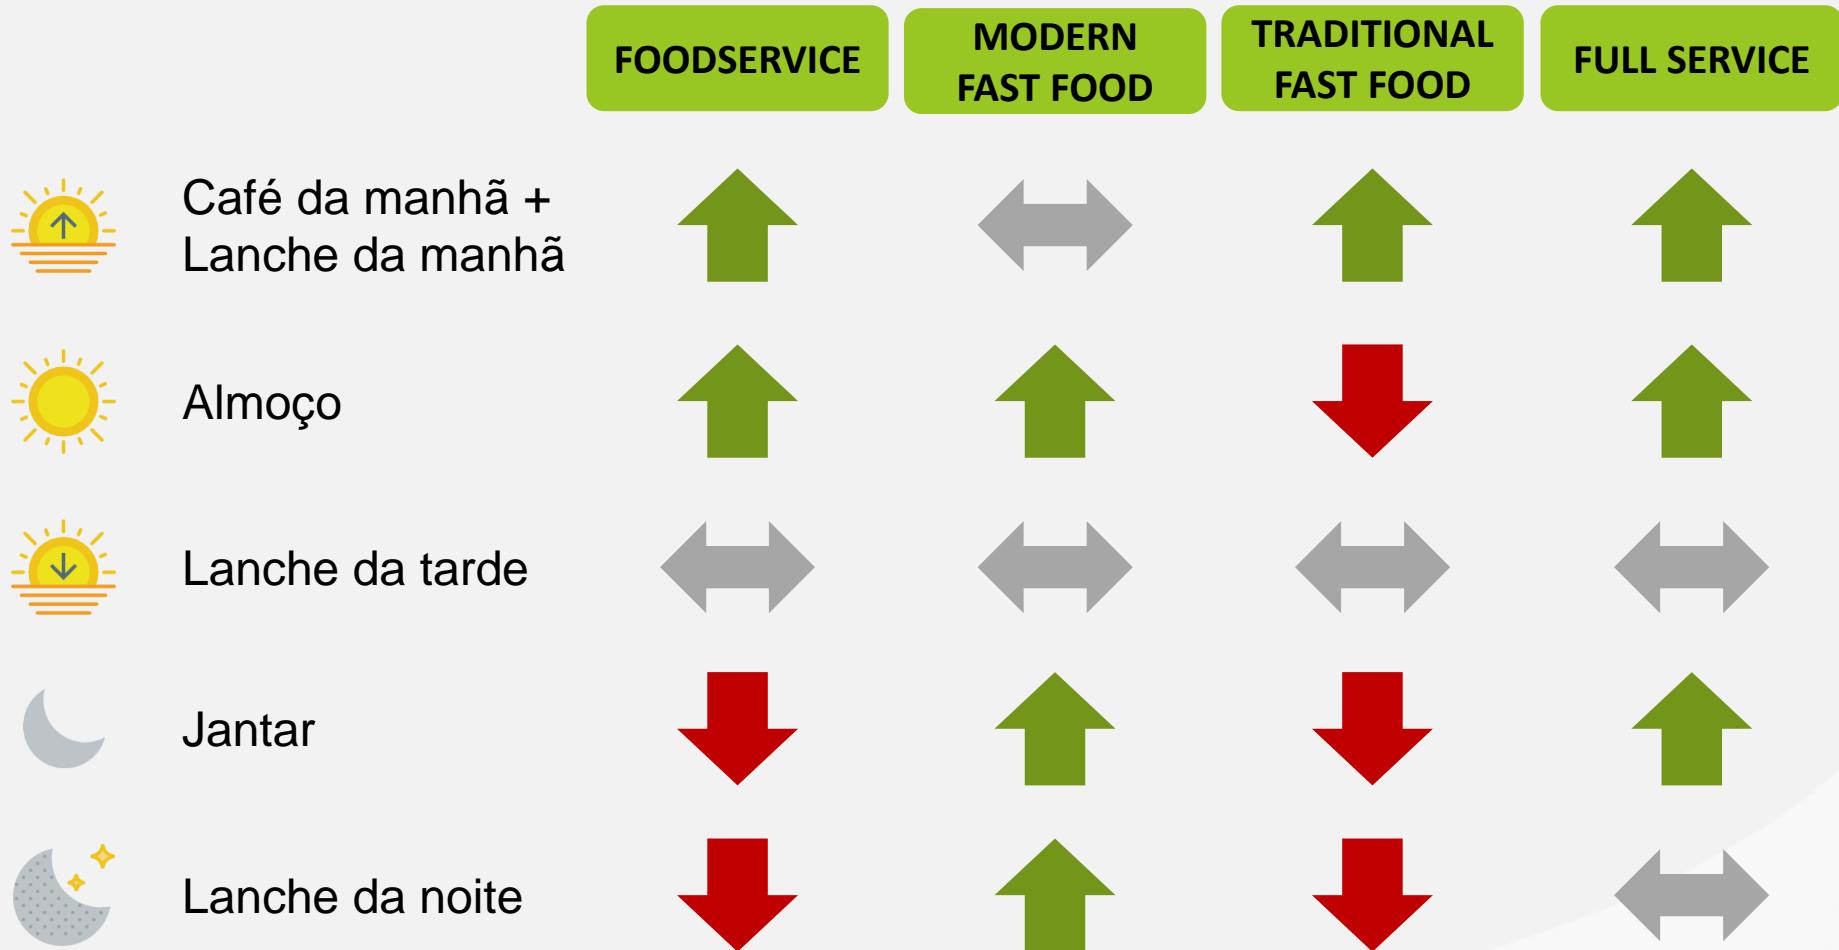 FOODSERVICE
MODERN
FAST FOOD
TRADITIONAL
FAST FOOD
FULL SERVICE
Café da manhã +
Lanche da manhã
Almoço
Lanche da tarde
Jantar
Lanche da noite